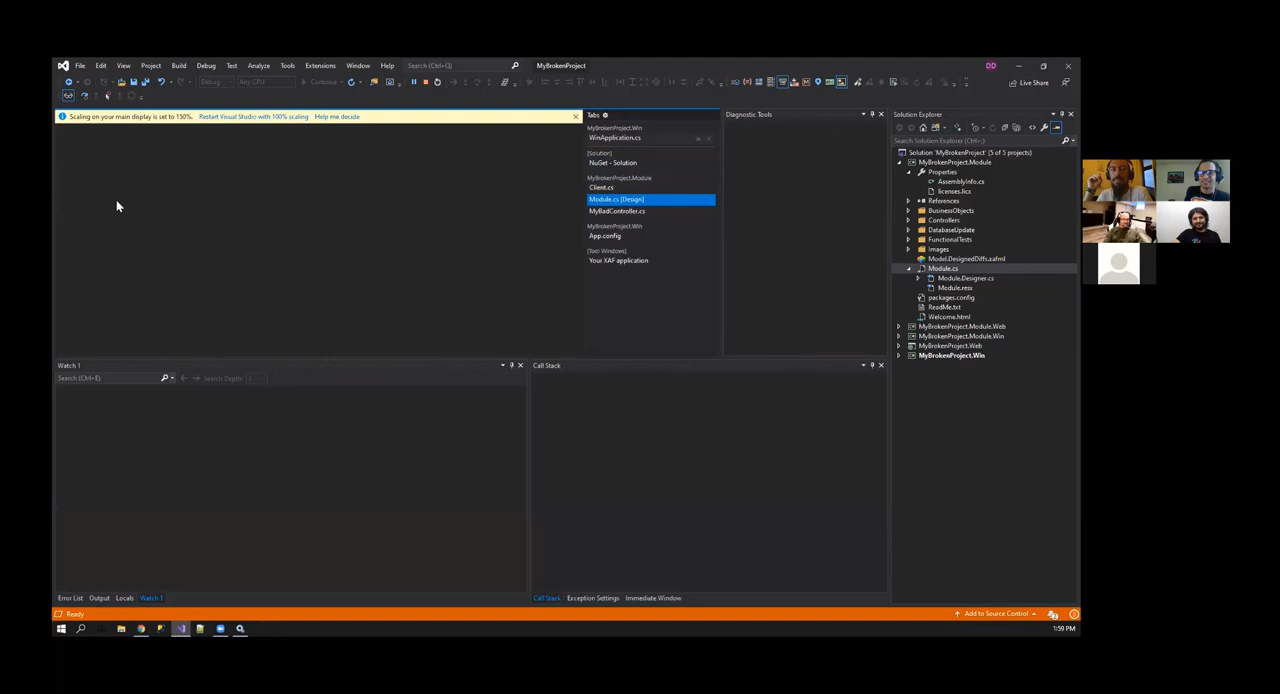 File Edit View Project Build Debug Test Analyze Tools Extensions Window Help Search (Ctrl+Q) MyBrokenProject DD
Debug Any CPU Continue Live Share
Scaling on your main display is set to 150%. Restart Visual Studio with 100% scaling Help me decide
Tabs
MyBrokenProject.Win
WinApplication.cs
[Solution]
NuGet - Solution
MyBrokenProject.Module
Client.cs
Module.cs [Design]
MyBadController.cs
MyBrokenProject.Win
App.config
[Tool Windows]
Your XAF application
Diagnostic Tools
Solution Explorer
Search Solution Explorer (Ctrl+;)
Solution 'MyBrokenProject' (5 of 5 projects)
MyBrokenProject.Module
Properties
AssemblyInfo.cs
licenses.licx
References
BusinessObjects
Controllers
DatabaseUpdate
FunctionalTests
Images
Model.DesignedDiffs.xafml
Module.cs
Module.Designer.cs
Module.resx
packages.config
ReadMe.txt
Welcome.html
MyBrokenProject.Module.Web
MyBrokenProject.Module.Win
MyBrokenProject.Web
MyBrokenProject.Win
Watch 1
Search (Ctrl+E) Search Depth:
Call Stack
Error List Output Locals Watch 1
Call Stack Exception Settings Immediate Window
Ready Add to Source Control
1:59 PM